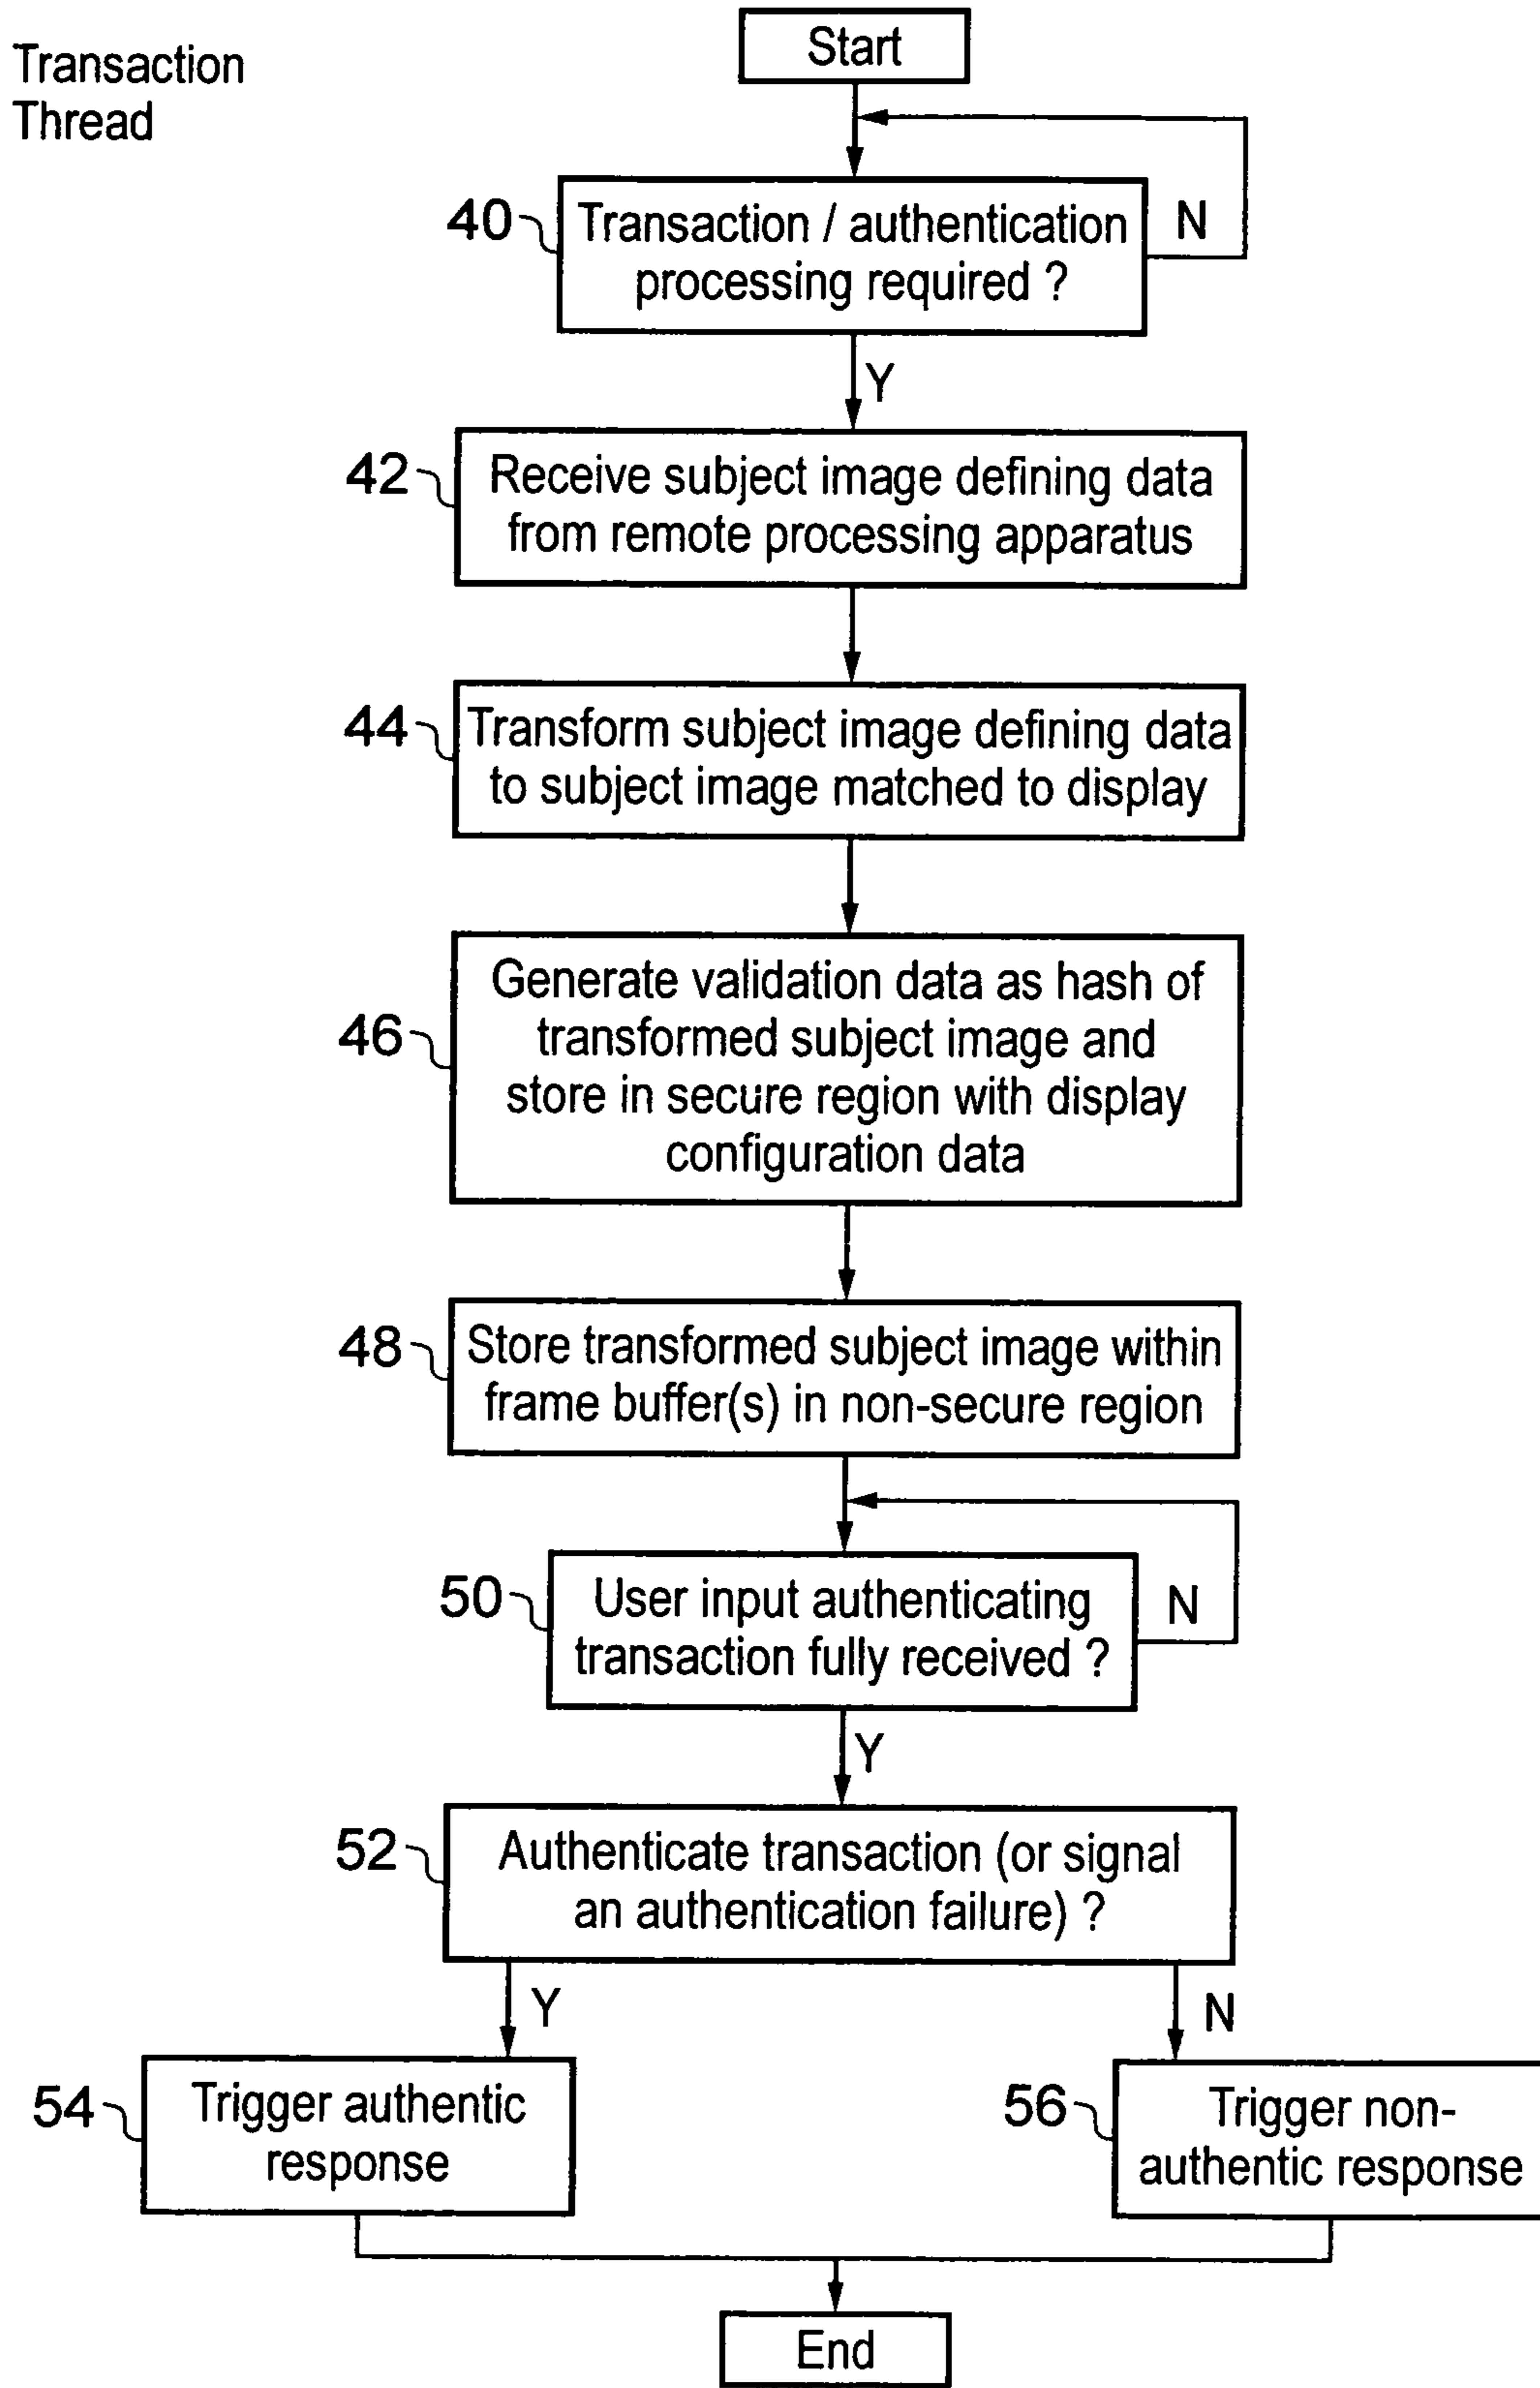 Transaction
Thread
Start
40
Transaction / authentication
processing required ?
N
Y
42
Receive subject image defining data
from remote processing apparatus
44
Transform subject image defining data
to subject image matched to display
46
Generate validation data as hash of
transformed subject image and
store in secure region with display
configuration data
48
Store transformed subject image within
frame buffer(s) in non-secure region
50
User input authenticating
transaction fully received ?
N
Y
52
Authenticate transaction (or signal
an authentication failure) ?
Y
N
54
Trigger authentic
response
56
Trigger non-
authentic response
End